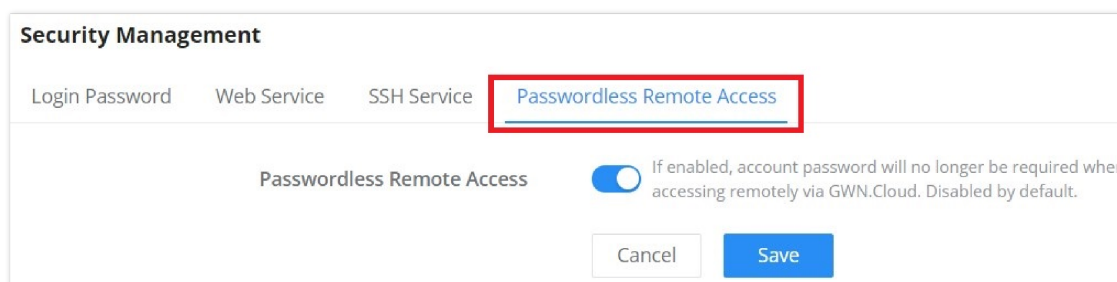 Security Management
Login Password Web Service SSH Service Passwordless Remote Access
Passwordless Remote Access
If enabled, account password will no longer be required
accessing remotely via GWN.Cloud. Disabled by default.
Cancel Save